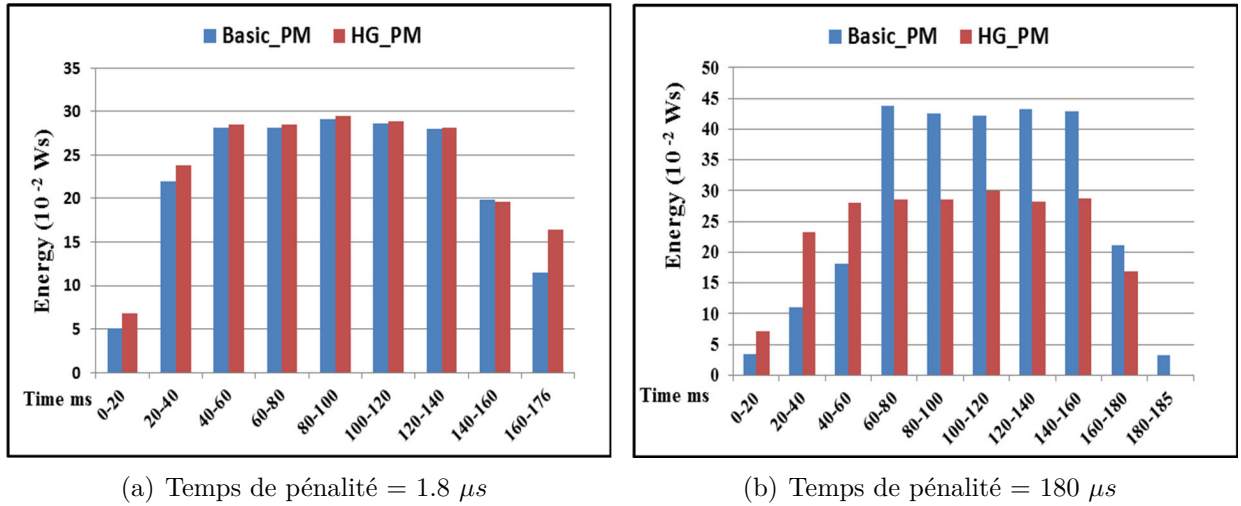 Basic_PM HG_PM
Energy (10 -2 Ws)
35
30
25
20
15
10
5
0
Time ms
0-20 20-40 40-60 60-80 80-100 100-120 120-140 140-160 160-176
(a) Temps de pénalité = 1.8 μs
Basic_PM HG_PM
Energy (10 -2 Ws)
50
45
40
35
30
25
20
15
10
5
0
Time ms
0-20 20-40 40-60 60-80 80-100 100-120 120-140 140-160 160-180 180-185
(b) Temps de pénalité = 180 μs